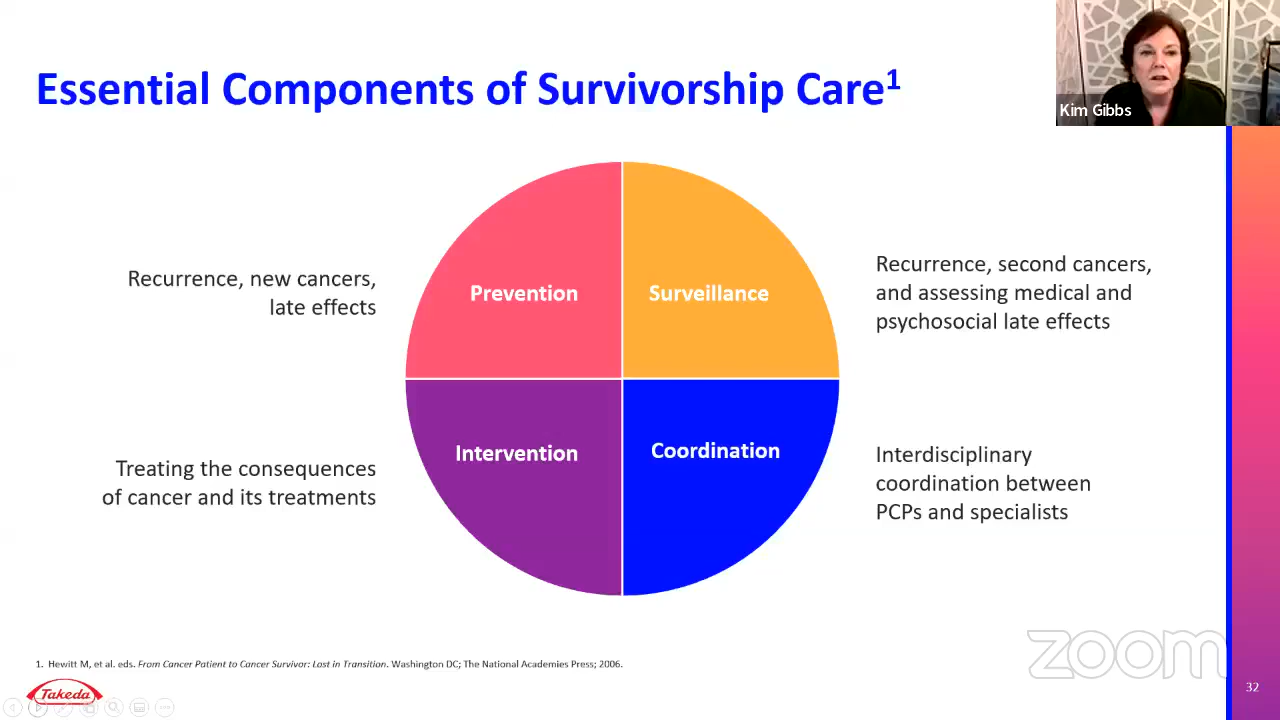 Essential Components of Survivorship Care1
Kim Gibbs
Recurrence, new cancers,
late effects
Prevention
Surveillance
Recurrence, second cancers,
and assessing medical and
psychosocial late effects
Treating the consequences
of cancer and its treatments
Intervention
Coordination
Interdisciplinary
coordination between
PCPs and specialists
1. Hewitt M, et al. eds. From Cancer Patient to Cancer Survivor: Lost in Transition. Washington DC; The National Academies Press; 2006.
Takeda
zoom
32